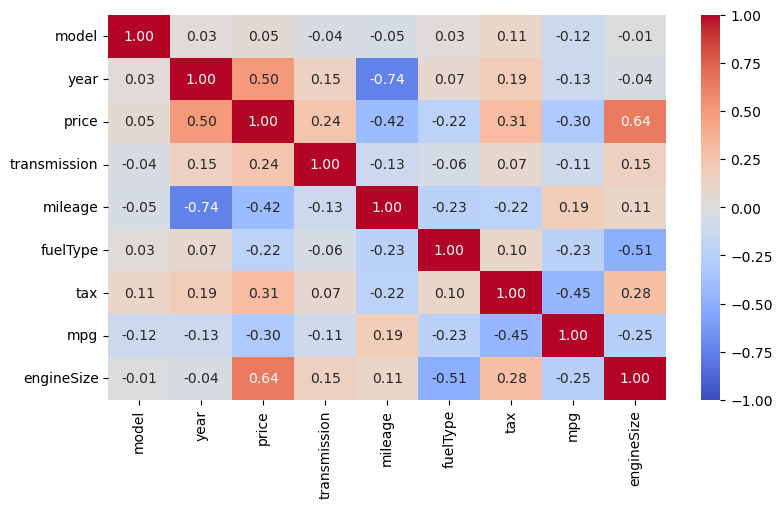 model 1.00 0.03 0.05 -0.04 -0.05 0.03 0.11 -0.12 -0.01
year 0.03 1.00 0.50 0.15 -0.74 0.07 0.19 -0.13 -0.04
price 0.05 0.50 1.00 0.24 -0.42 -0.22 0.31 -0.30 0.64
transmission -0.04 0.15 0.24 1.00 -0.13 -0.06 0.07 -0.11 0.15
mileage -0.05 -0.74 -0.42 -0.13 1.00 -0.23 -0.22 0.19 0.11
fuelType 0.03 0.07 -0.22 -0.06 -0.23 1.00 0.10 -0.23 -0.51
tax 0.11 0.19 0.31 0.07 -0.22 0.10 1.00 -0.45 0.28
mpg -0.12 -0.13 -0.30 -0.11 0.19 -0.23 -0.45 1.00 -0.25
engineSize -0.01 -0.04 0.64 0.15 0.11 -0.51 0.28 -0.25 1.00
model
year
price
transmission
mileage
fuelType
tax
mpg
engineSize
1.00
0.75
0.50
0.25
0.00
−0.25
−0.50
−0.75
−1.00